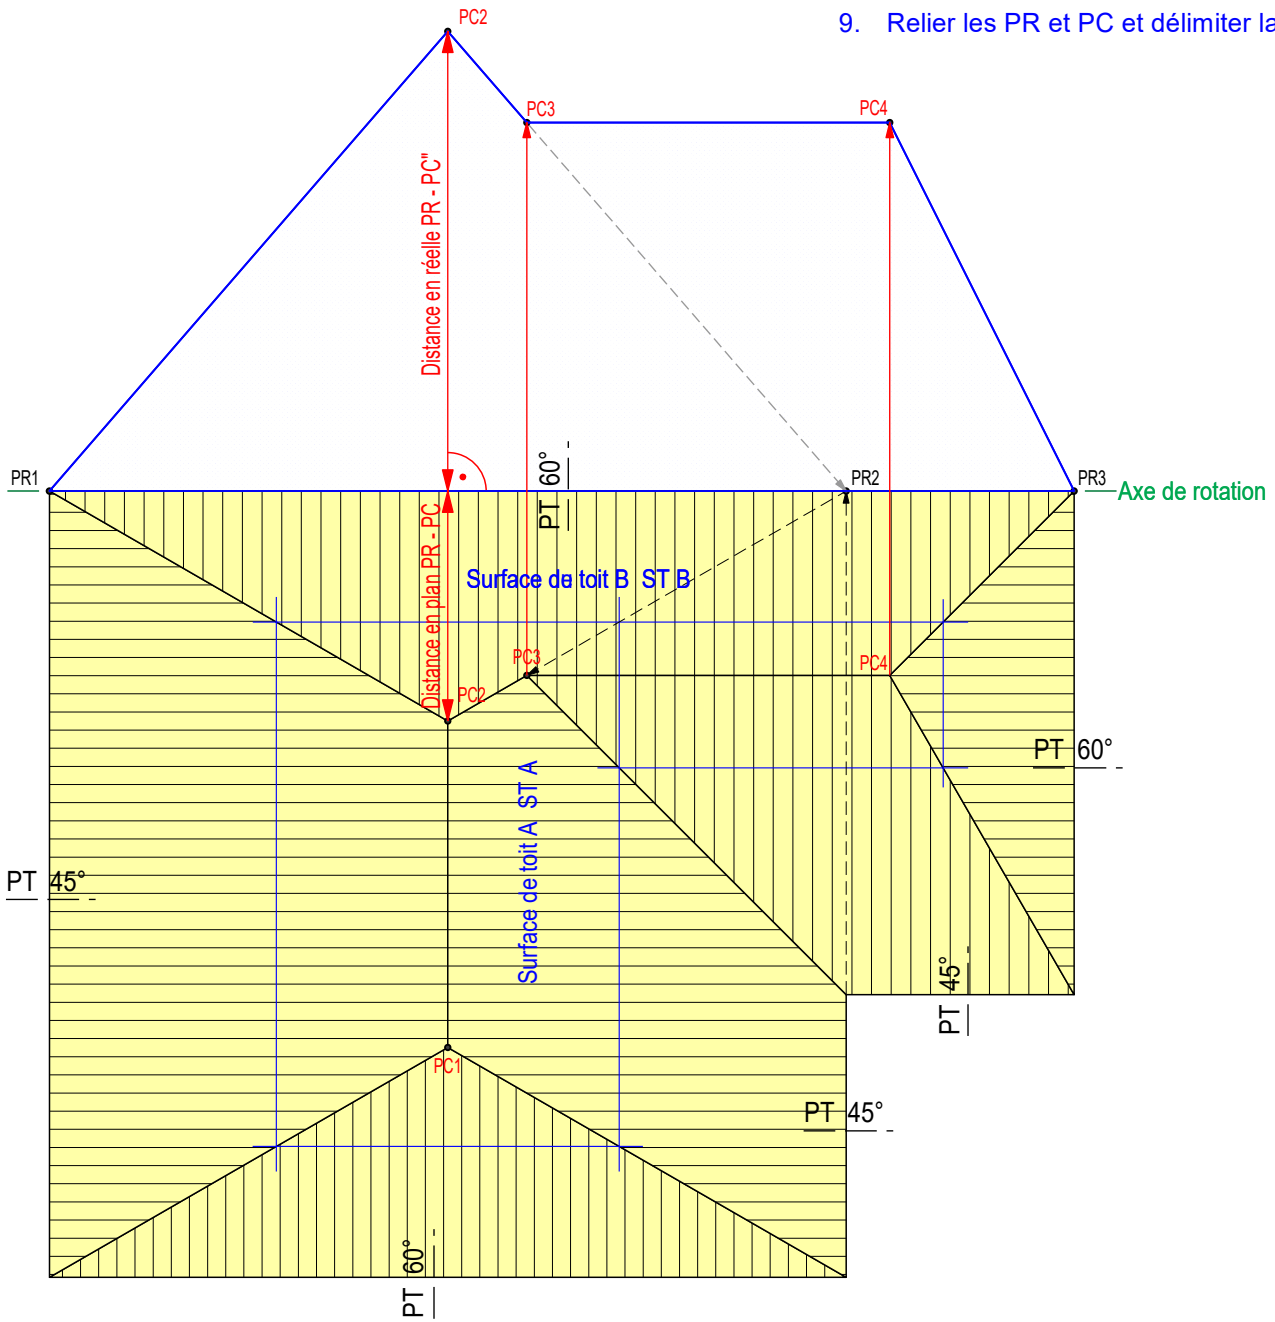 PC2
9. Relier les PR et PC et délimiter la
PC3
PC4
Distance en réelle PR - PC"
PR1
PT 60°
PR2
PR3
Axe de rotation
Distance en plan PR - PC
Surface de toit B ST B
PC3
PC4
PC2
PT 60°
Surface de toit A ST A
PT 45°
PT 45°
PC1
PT 45°
PT 60°